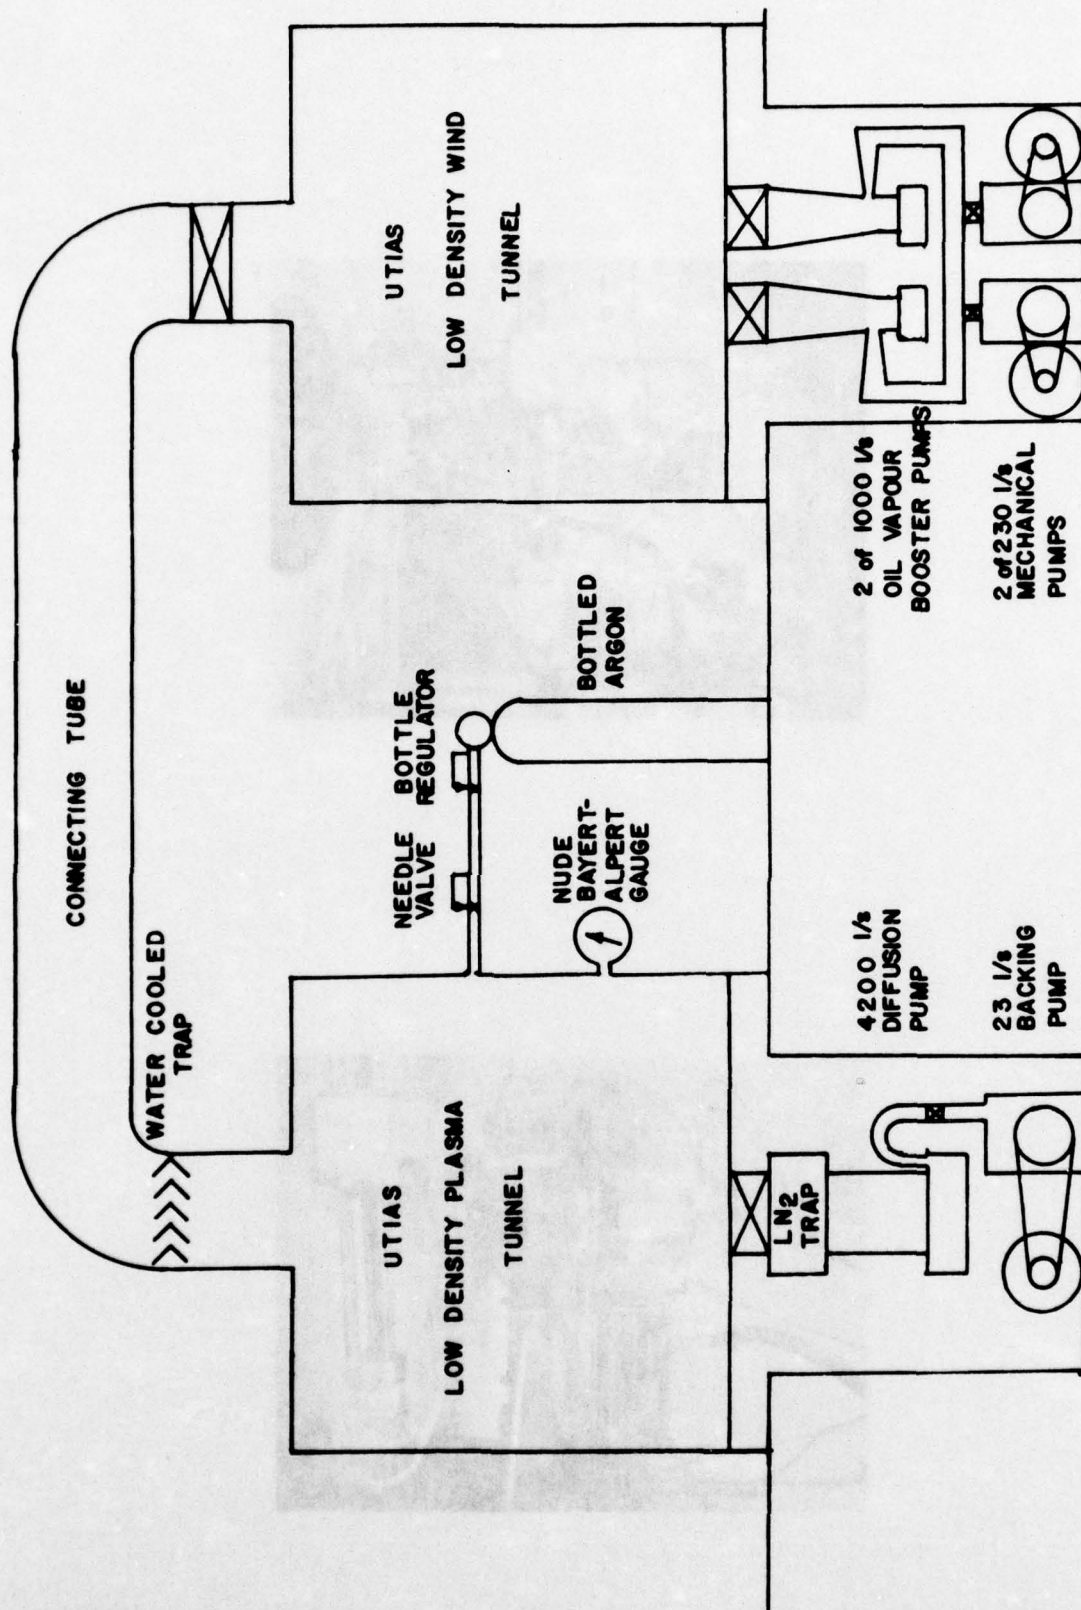 CONNECTING TUBE
WATER COOLED
TRAP
UTIAS
LOW DENSITY PLASMA
TUNNEL
NEEDLE
VALVE
BOTTLE
REGULATOR
NUDE
BAYERT-
ALPERT
GAUGE
BOTTLED
ARGON
UTIAS
LOW DENSITY WIND
TUNNEL
LN2
TRAP
4200 l/s
DIFFUSION
PUMP
23 l/s
BACKING
PUMP
2 of 1000 l/s
OIL VAPOUR
BOOSTER PUMPS
2 of 230 l/s
MECHANICAL
PUMPS